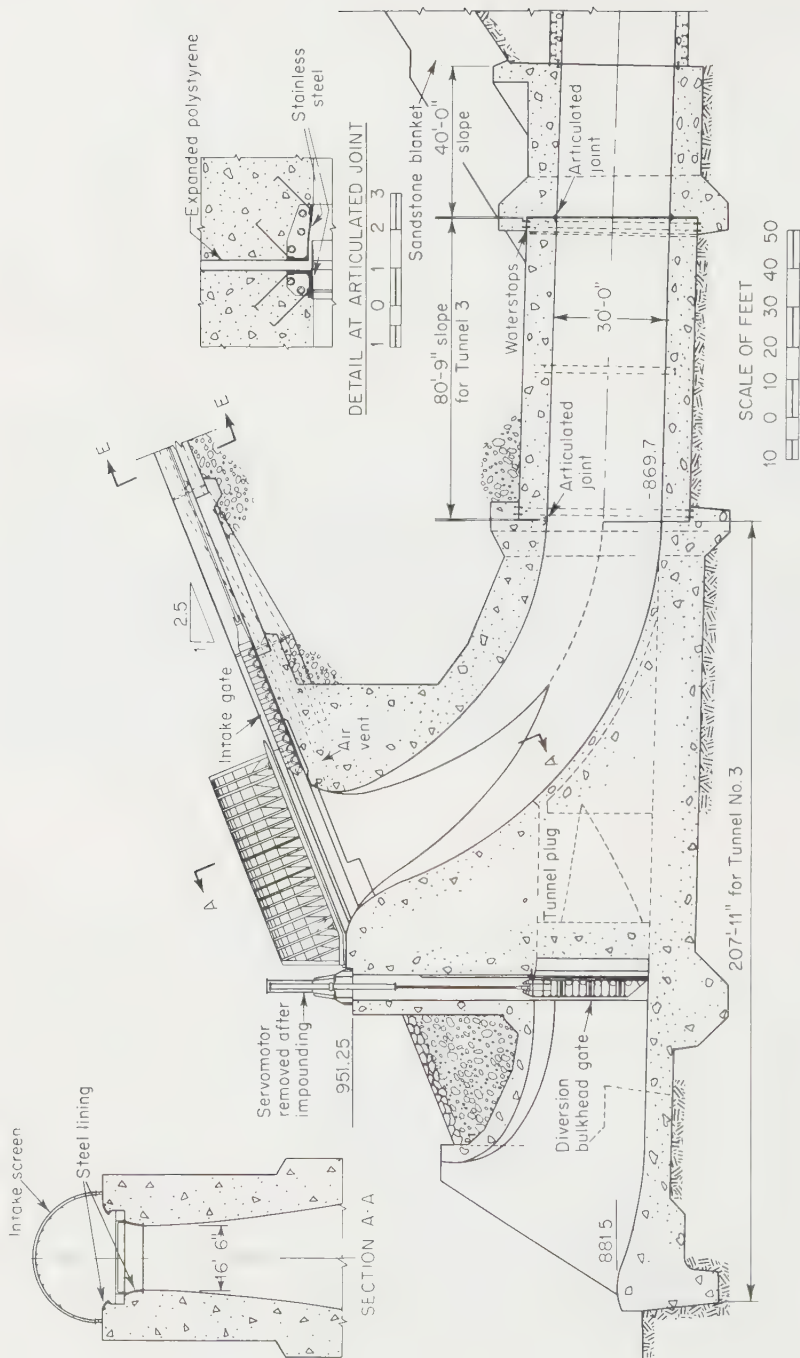 Intake screen
Steel lining
16' 6"
SECTION A-A
Servomotor
removed after
impounding
951.25
A
Intake gate
2.5
1
E
E
Air
vent
A
Tunnel plug
Diversion
bulkhead gate
881.5
207'-11" for Tunnel No.3
Expanded polystyrene
Stainless
steel
DETAIL AT ARTICULATED JOINT
1 0 1 2 3
Sandstone blanket
40'-0"
slope
80'-9" slope
for Tunnel 3
Waterstops
Articulated
joint
Articulated
joint
30'-0"
-869.7
SCALE OF FEET
10 0 10 20 30 40 50